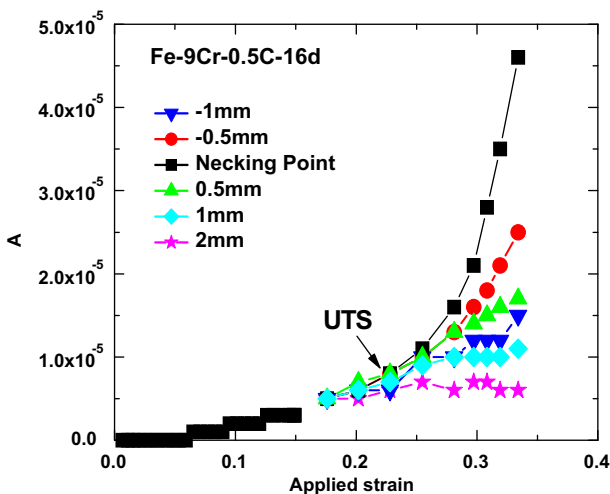 5.0x10⁻⁵
Fe-9Cr-0.5C-16d
4.0x10⁻⁵
-1mm
-0.5mm
Necking Point
0.5mm
1mm
2mm
3.0x10⁻⁵
A
2.0x10⁻⁵
UTS
1.0x10⁻⁵
0.0
0.0 0.1 0.2 0.3 0.4
Applied strain